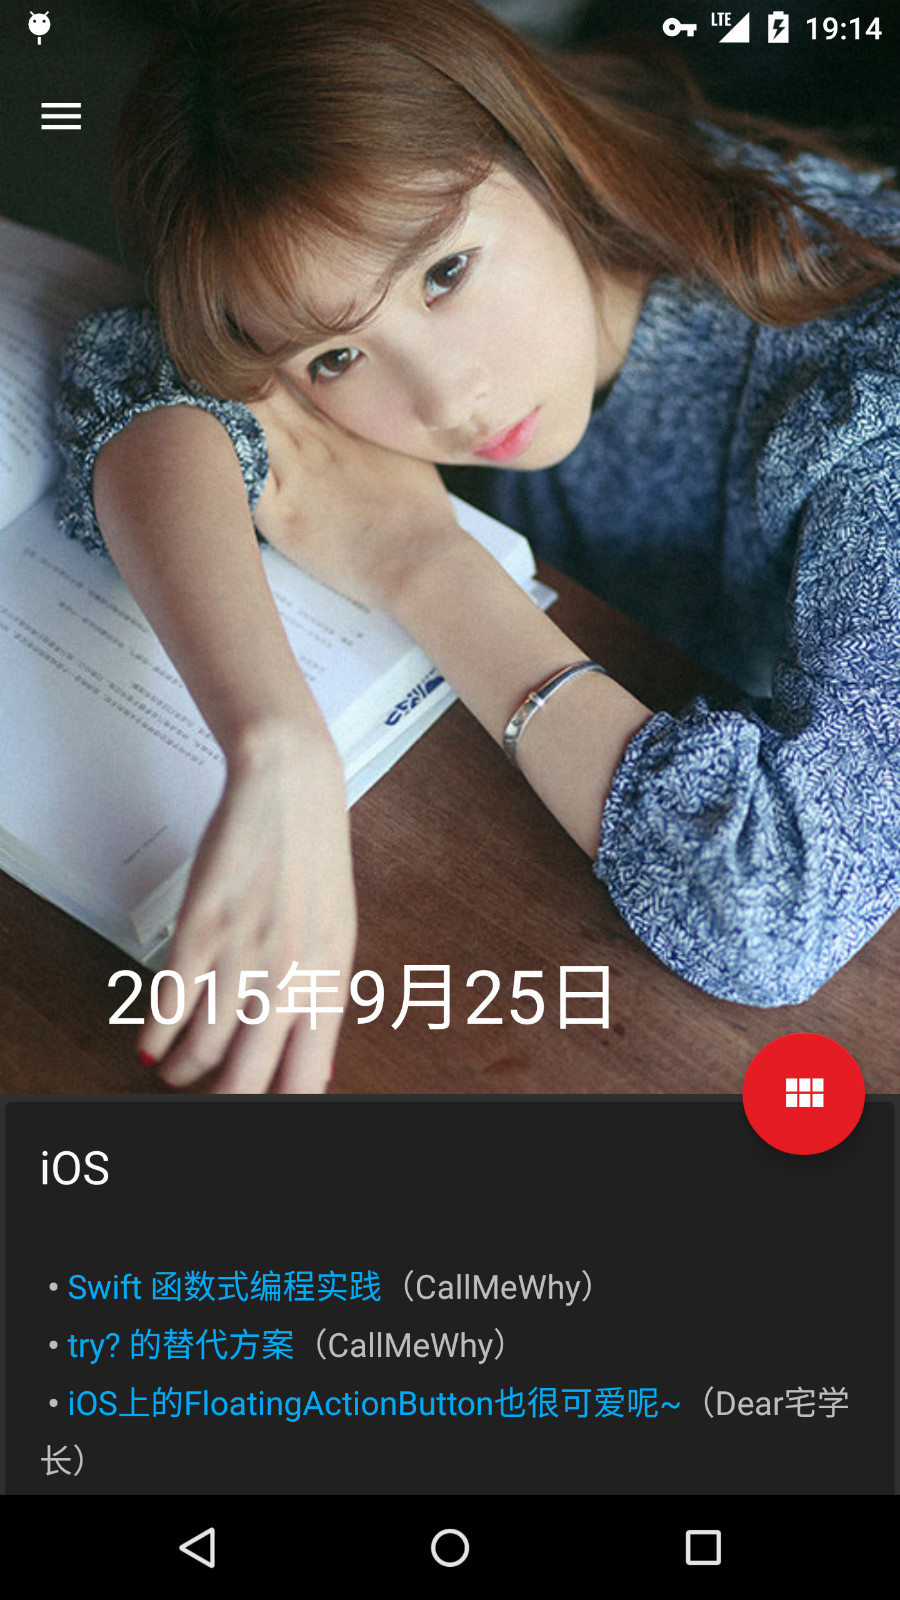 LTE 19:14
2015年9月25日
iOS
• Swift 函数式编程实践（CallMeWhy）
• try? 的替代方案（CallMeWhy）
• iOS上的FloatingActionButton也很可爱呢~（Dear宅学
长）